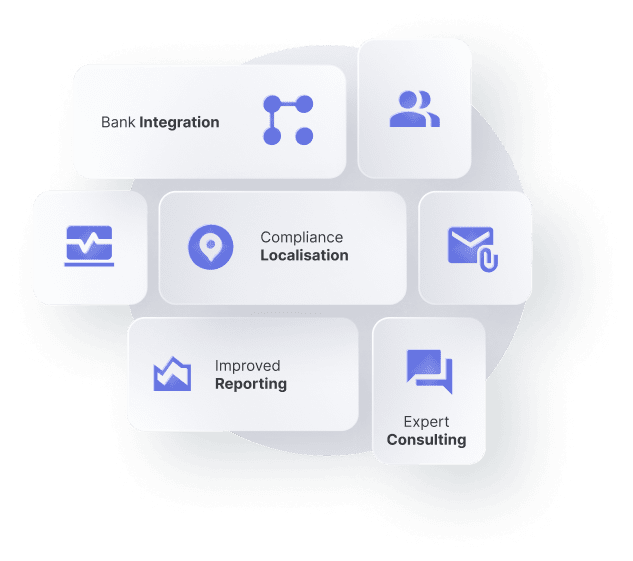 Bank Integration
Compliance
Localisation
Improved
Reporting
Expert
Consulting